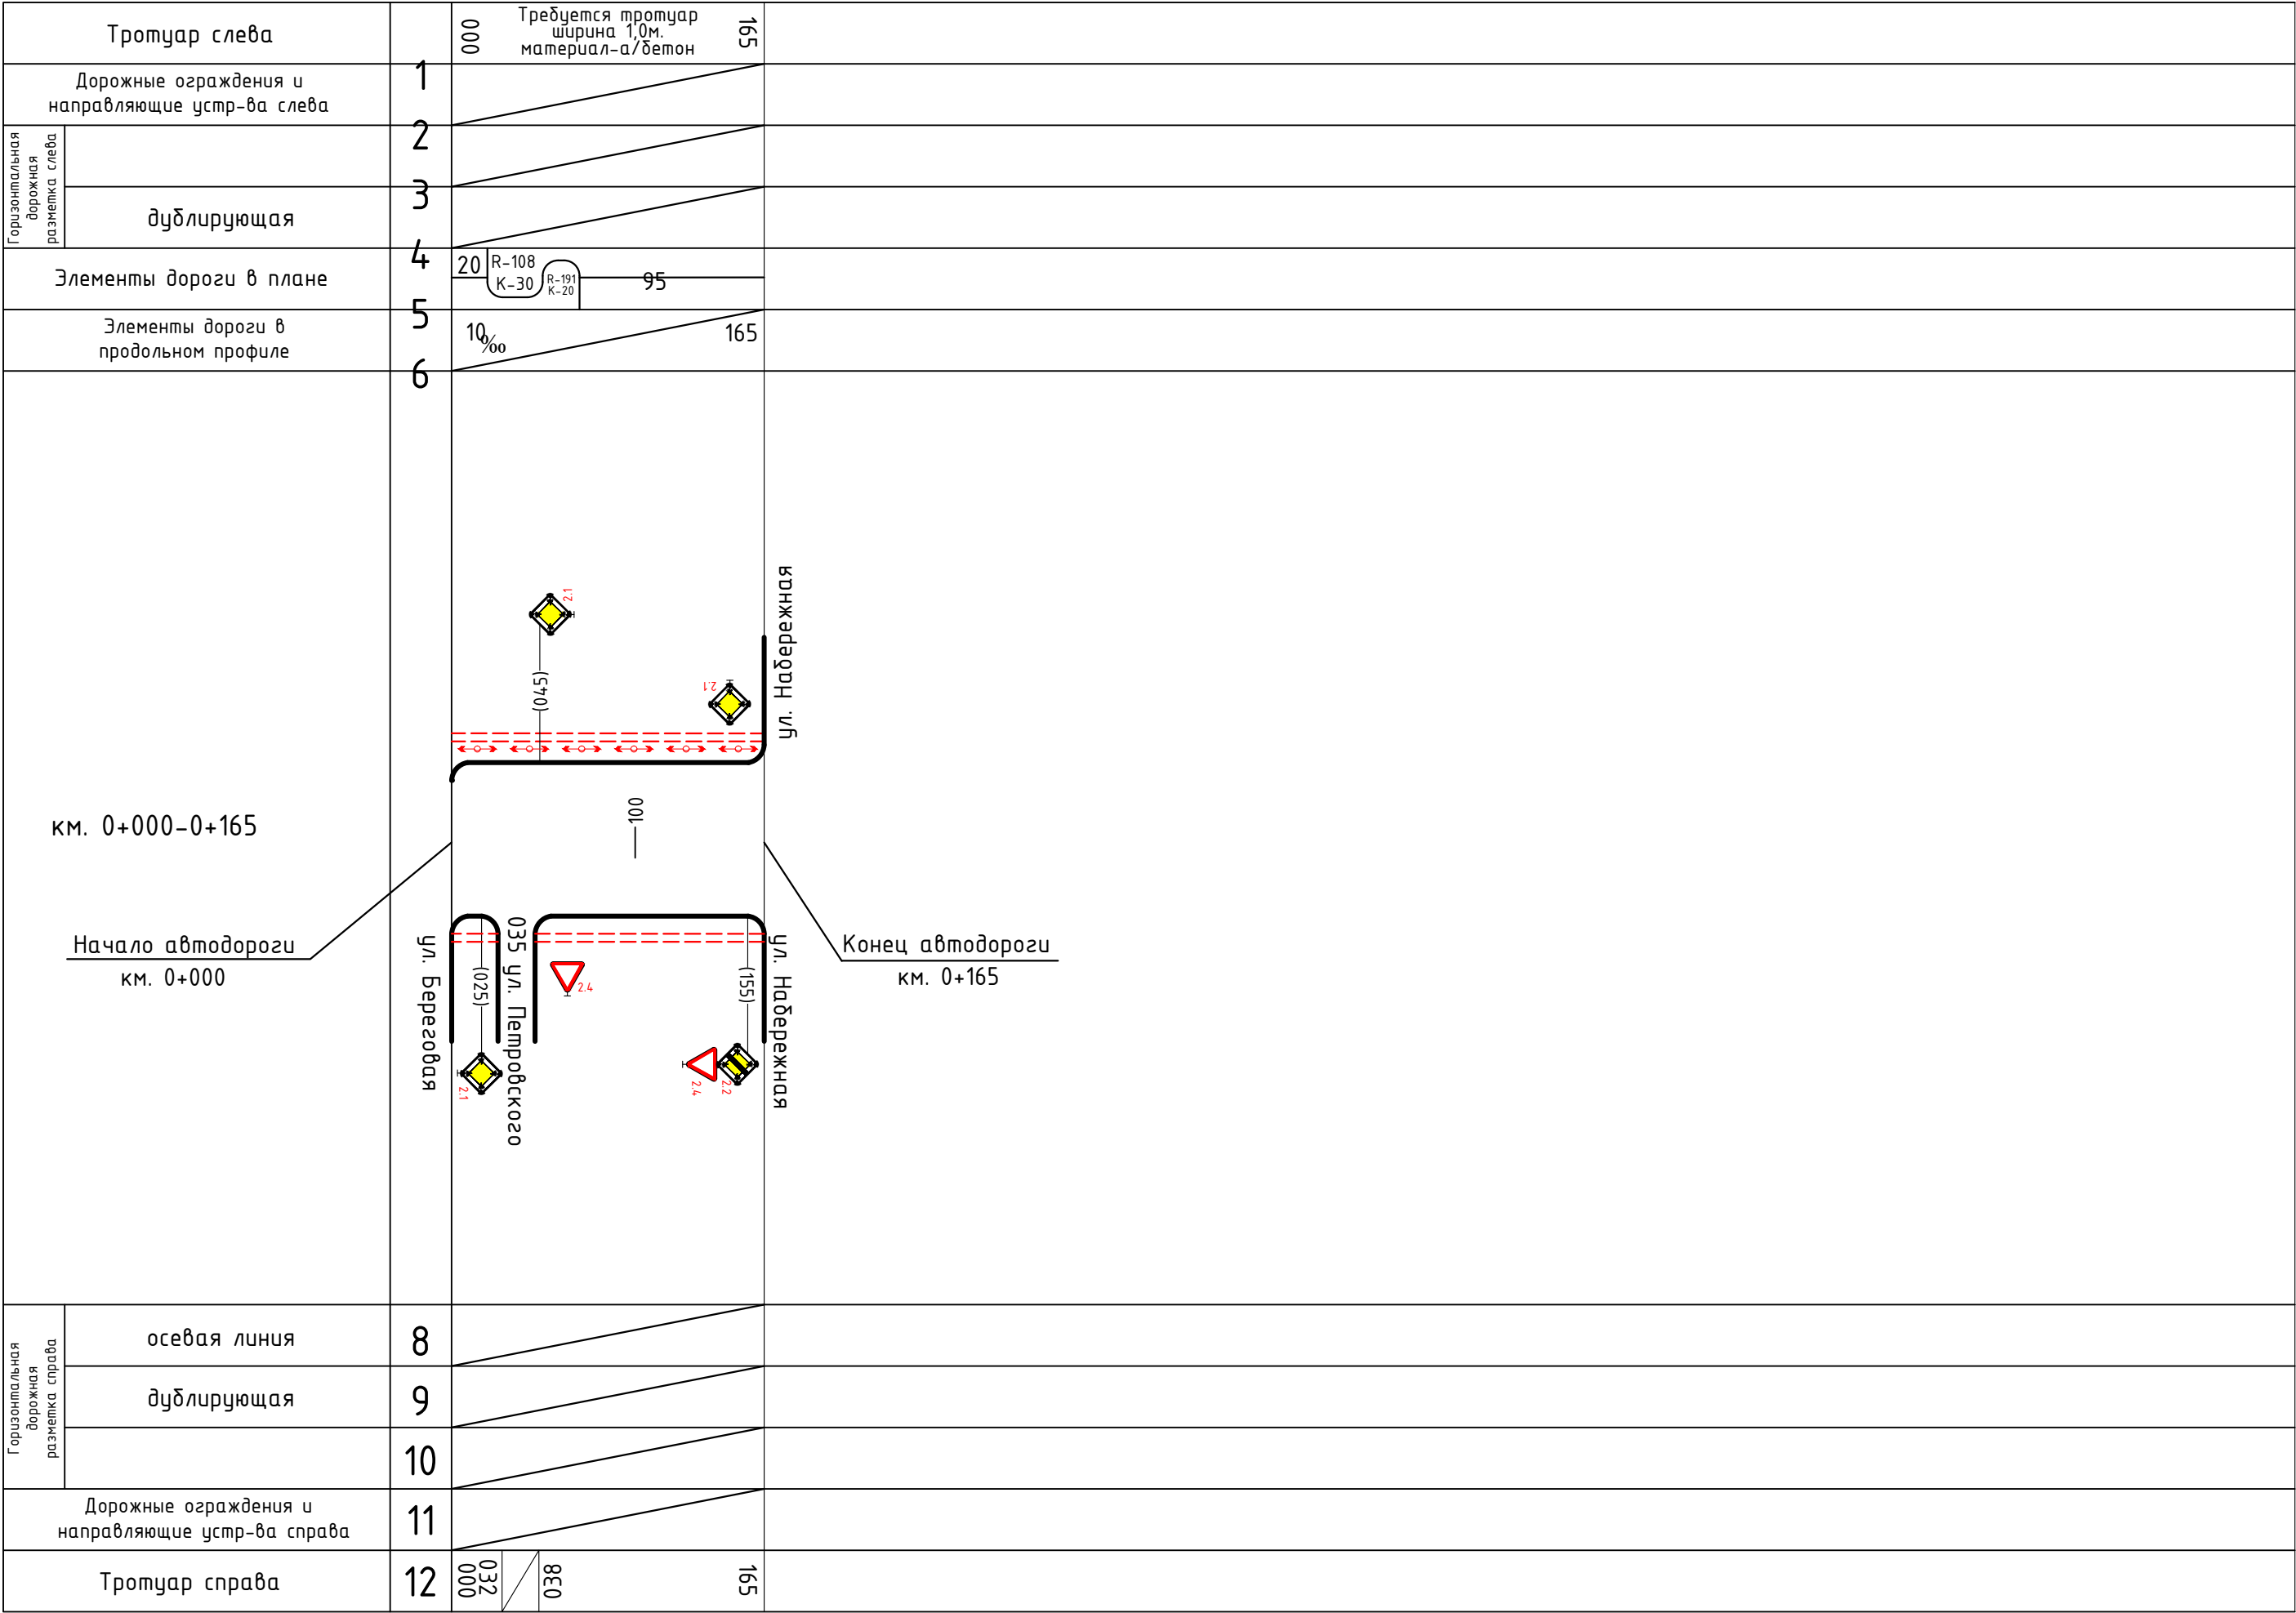 Тротуар слева
000
Требуется тротуар
ширина 1,0м.
материал-а/бетон
165
1
Дорожные ограждения и
направляющие устр-ва слева
2
Горизонтальная
дорожная
разметка слева
3
дублирующая
4
Элементы дороги в плане
20
R-108
К-30
R-191
К-20
95
5
Элементы дороги в
продольном профиле
10‰
165
6
2.1
(045)
2.1
ул. Набережная
100
км. 0+000-0+165
Начало автодороги
км. 0+000
Конец автодороги
км. 0+165
ул. Береговая
(025)
2.1
035 ул. Петровского
2.4
(155)
2.4
2.2
ул. Набережная
Горизонтальная
дорожная
разметка справа
осевая линия
8
дублирующая
9
10
Дорожные ограждения и
направляющие устр-ва справа
11
Тротуар справа
12
000
032
038
165